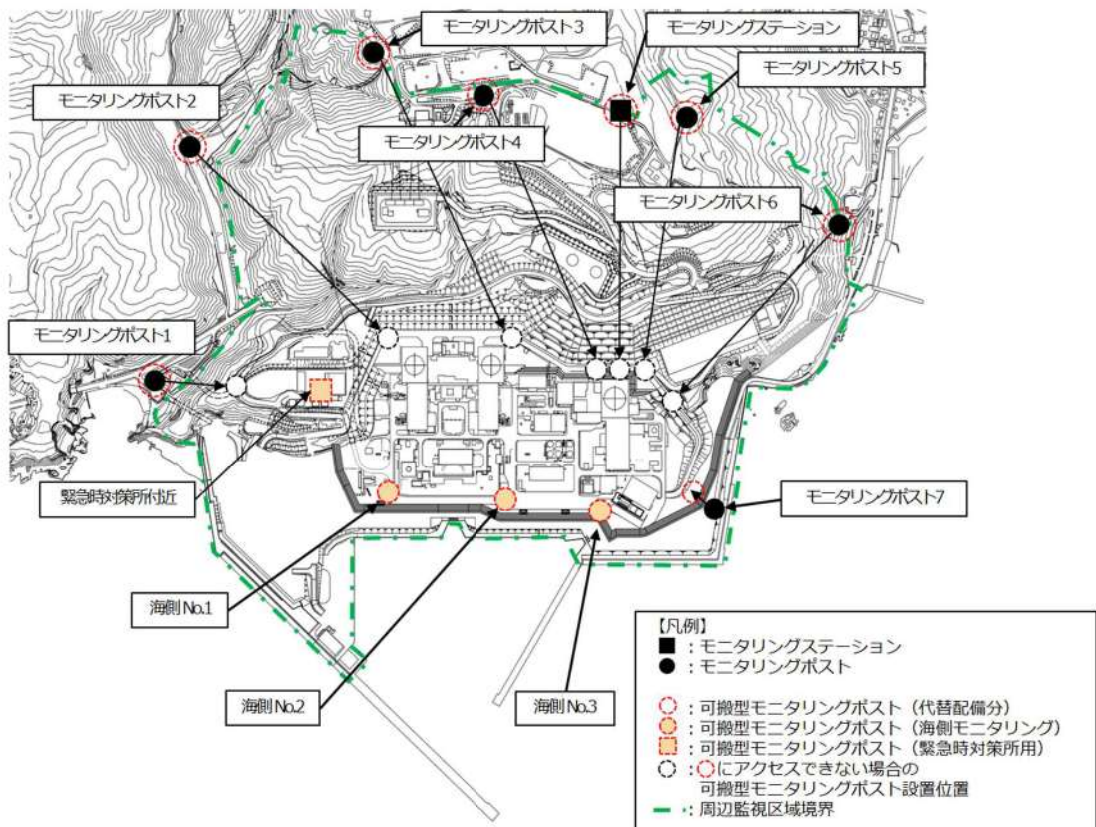 モニタリングポスト3
モニタリングステーション
モニタリングポスト5
モニタリングポスト2
モニタリングポスト4
モニタリングポスト6
モニタリングポスト1
緊急時対策所付近
モニタリングポスト7
海側No.1
海側No.2
海側No.3
【凡例】
■：モニタリングステーション
●：モニタリングポスト
：可搬型モニタリングポスト（代替配備分）
：可搬型モニタリングポスト（海側モニタリング）
：可搬型モニタリングポスト（緊急時対策所用）
：○にアクセスできない場合の
可搬型モニタリングポスト設置位置
：周辺監視区域境界